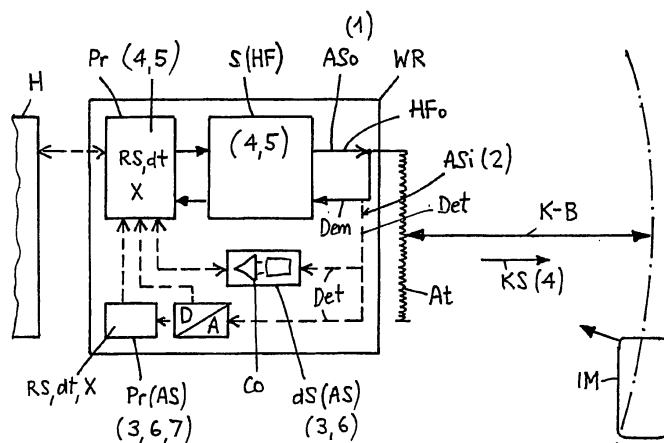 (1)
Pr (4,5) S(HF) ASo WR
H
HFo
RS,dt
X
(4,5)
ASi (2)
Dem
Det
K-B
KS (4)
At
Det
D
A
RS,dt,X
Pr(AS)
(3,6,7)
Co
dS(AS)
(3,6)
IM